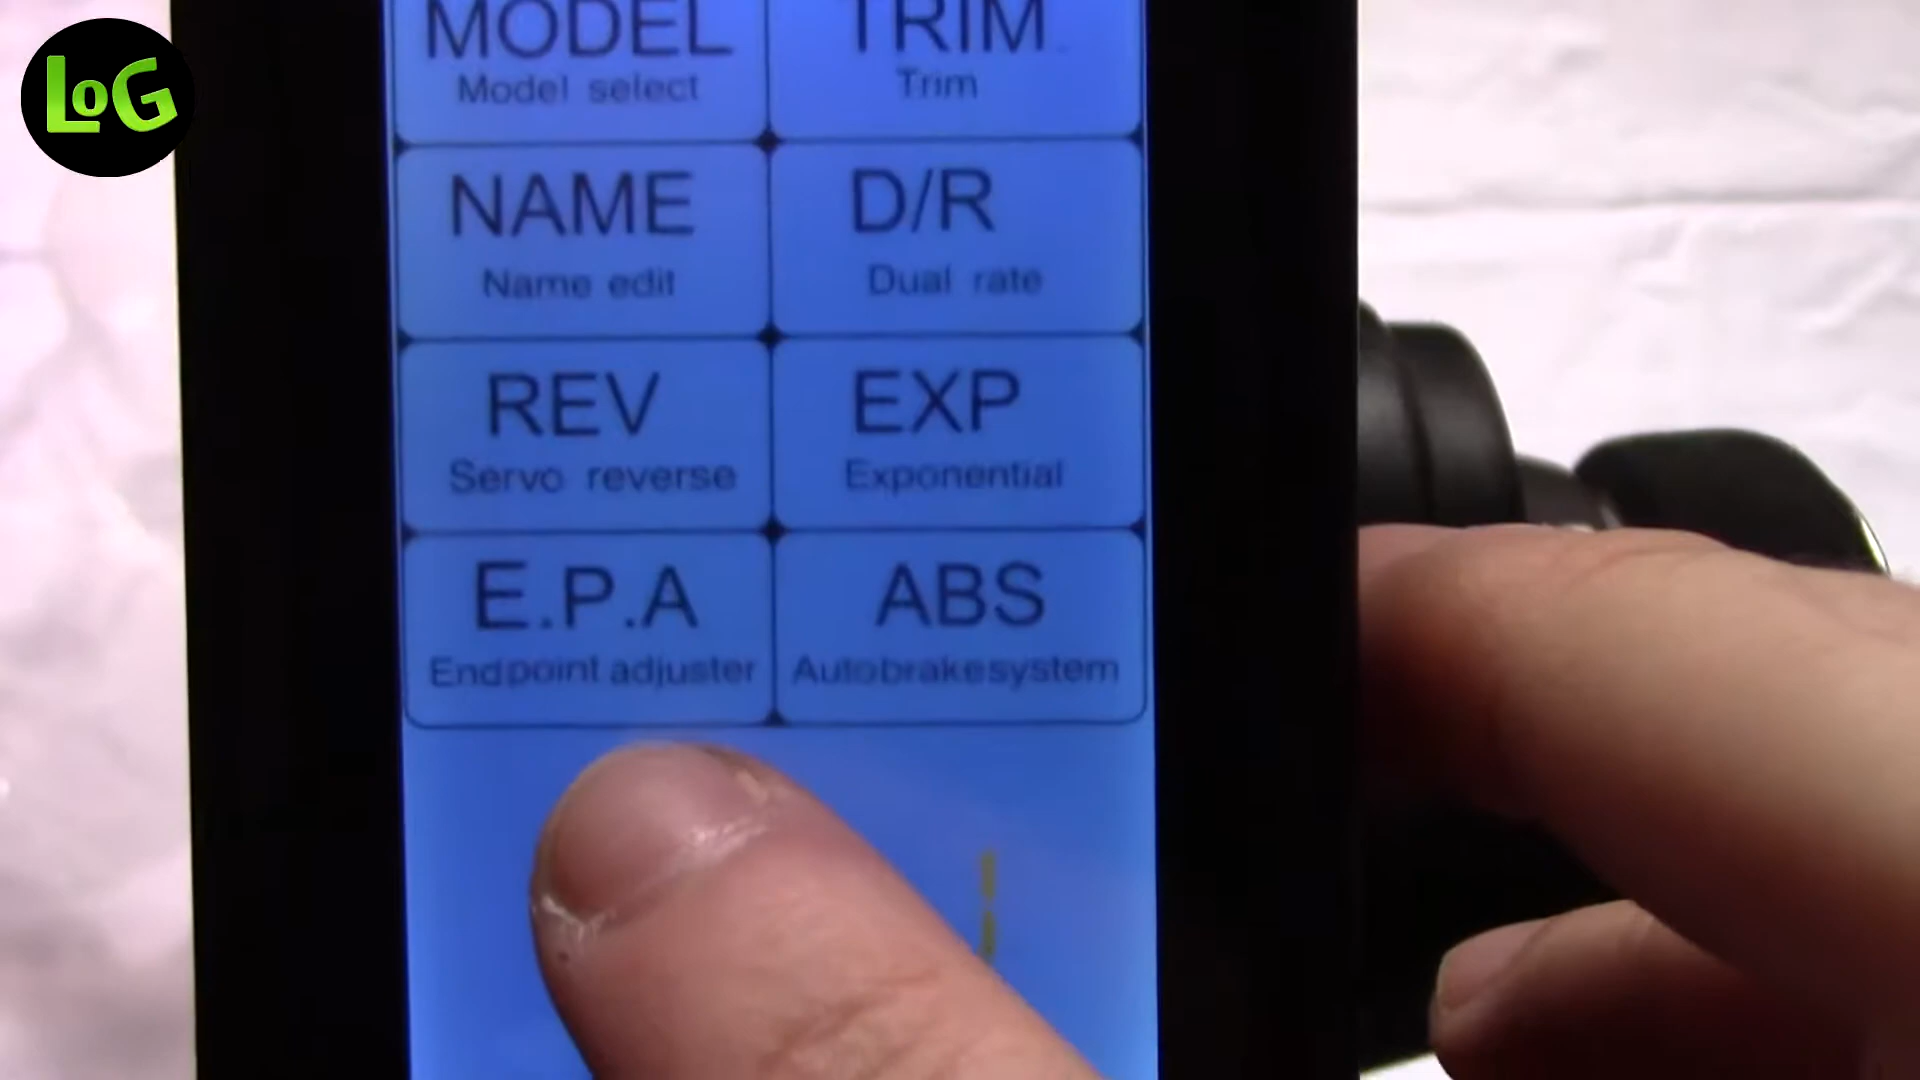 LoG
MODEL TRIM
Model select Trim
NAME D/R
Name edit Dual rate
REV EXP
Servo reverse Exponential
E.P.A ABS
Endpoint adjuster Autobrakesystem